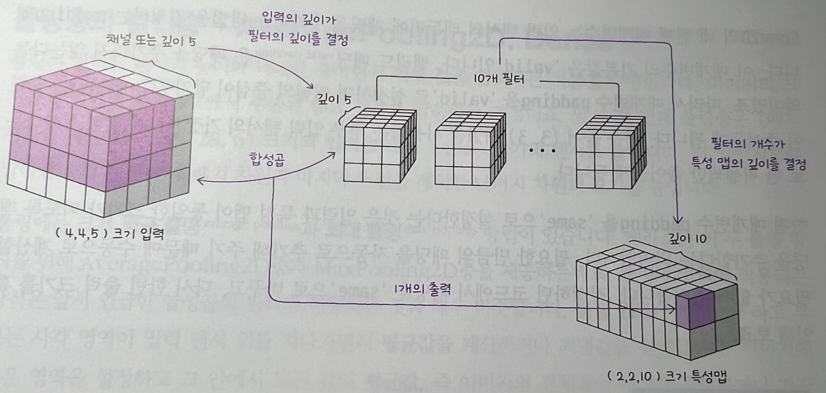 입력의 깊이가
필터의 깊이를 결정
채널 또는 깊이 5
10개 필터
깊이 5
합성곱
필터의 개수가
특성 맵의 깊이를 결정
(4,4,5) 크기 입력
깊이 10
1개의 출력
(2,2,10) 크기 특성맵